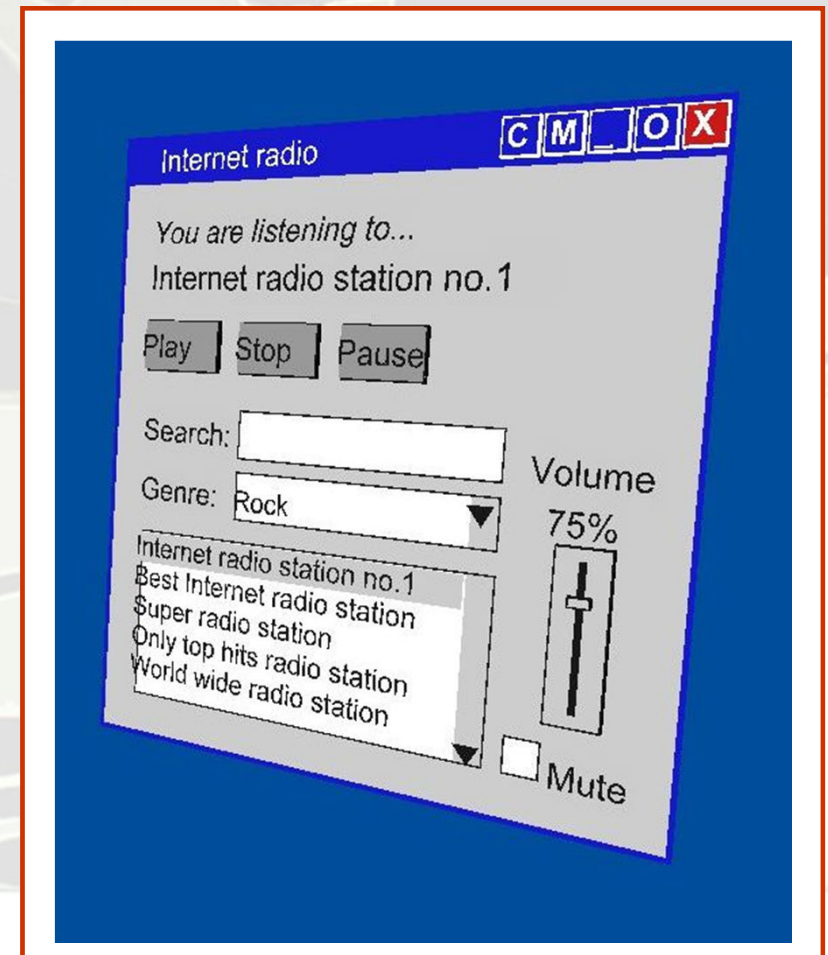 Internet radio C M _ O X
You are listening to...
Internet radio station no.1
Play Stop Pause
Search:
Genre: Rock
Internet radio station no.1
Best Internet radio station
Super radio station
Only top hits radio station
World wide radio station
Volume
75%
Mute